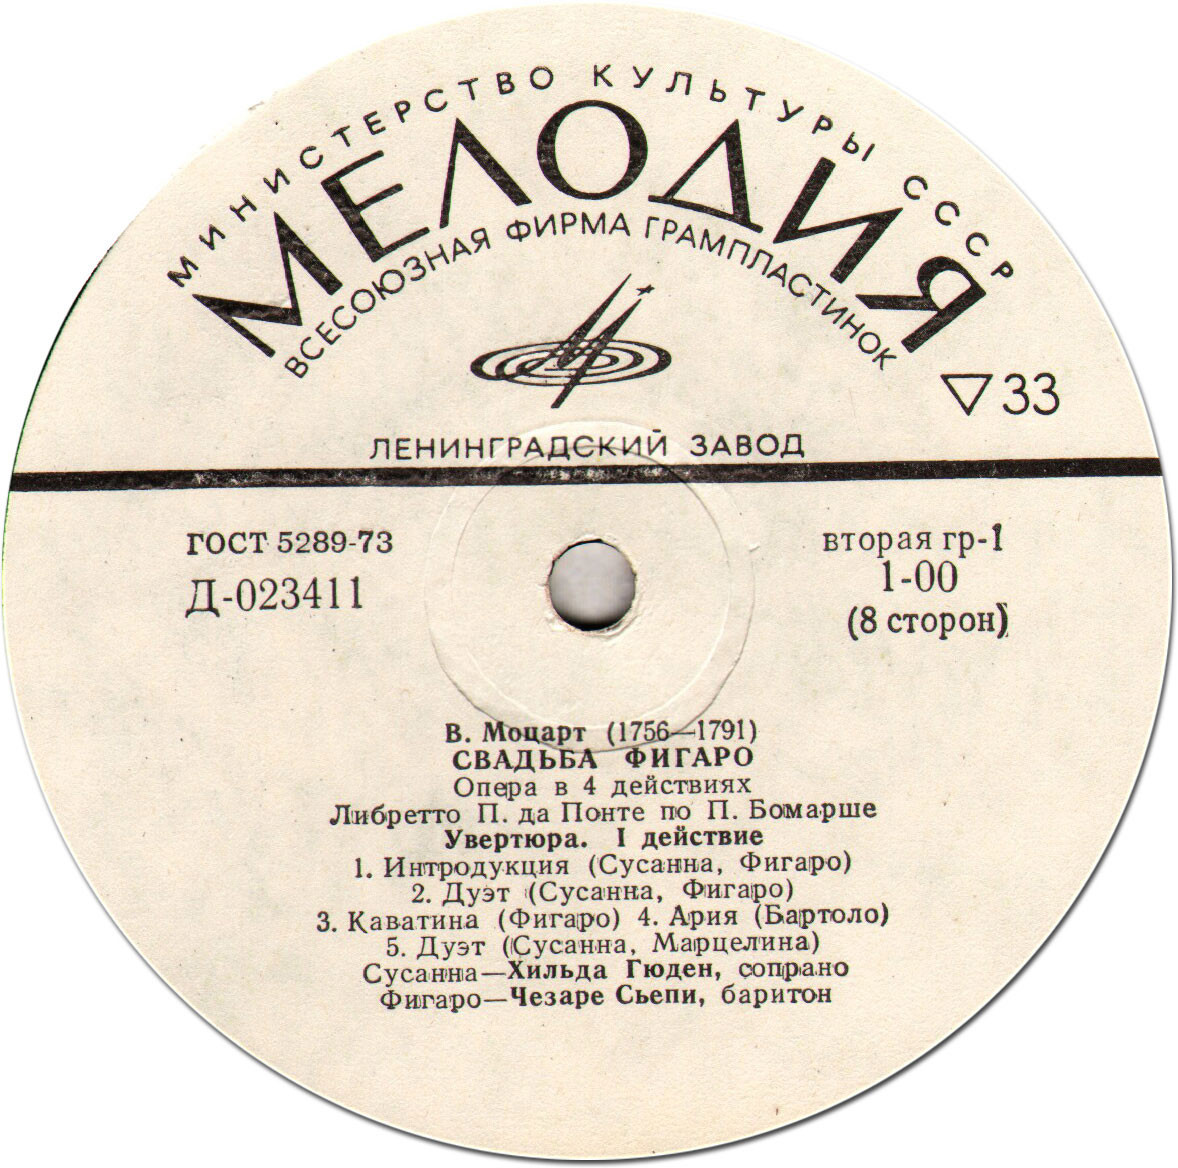 МИНИСТЕРСТВО КУЛЬТУРЫ СССР
МЕЛОДИЯ
ВСЕСОЮЗНАЯ ФИРМА ГРАМПЛАСТИНОК
33
ЛЕНИНГРАДСКИЙ ЗАВОД
ГОСТ 5289-73
Д-023411
вторая гр-1
1-00
(8 сторон)
В. Моцарт (1756—1791)
СВАДЬБА ФИГАРО
Опера в 4 действиях
Либретто П. да Понте по П. Бомарше
Увертюра. I действие
1. Интродукция (Сусанна, Фигаро)
2. Дуэт (Сусанна, Фигаро)
3. Каватина (Фигаро) 4. Ария (Бартоло)
5. Дуэт (Сусанна, Марцелина)
Сусанна—Хильда Гюден, сопрано
Фигаро—Чезаре Сьепи, баритон